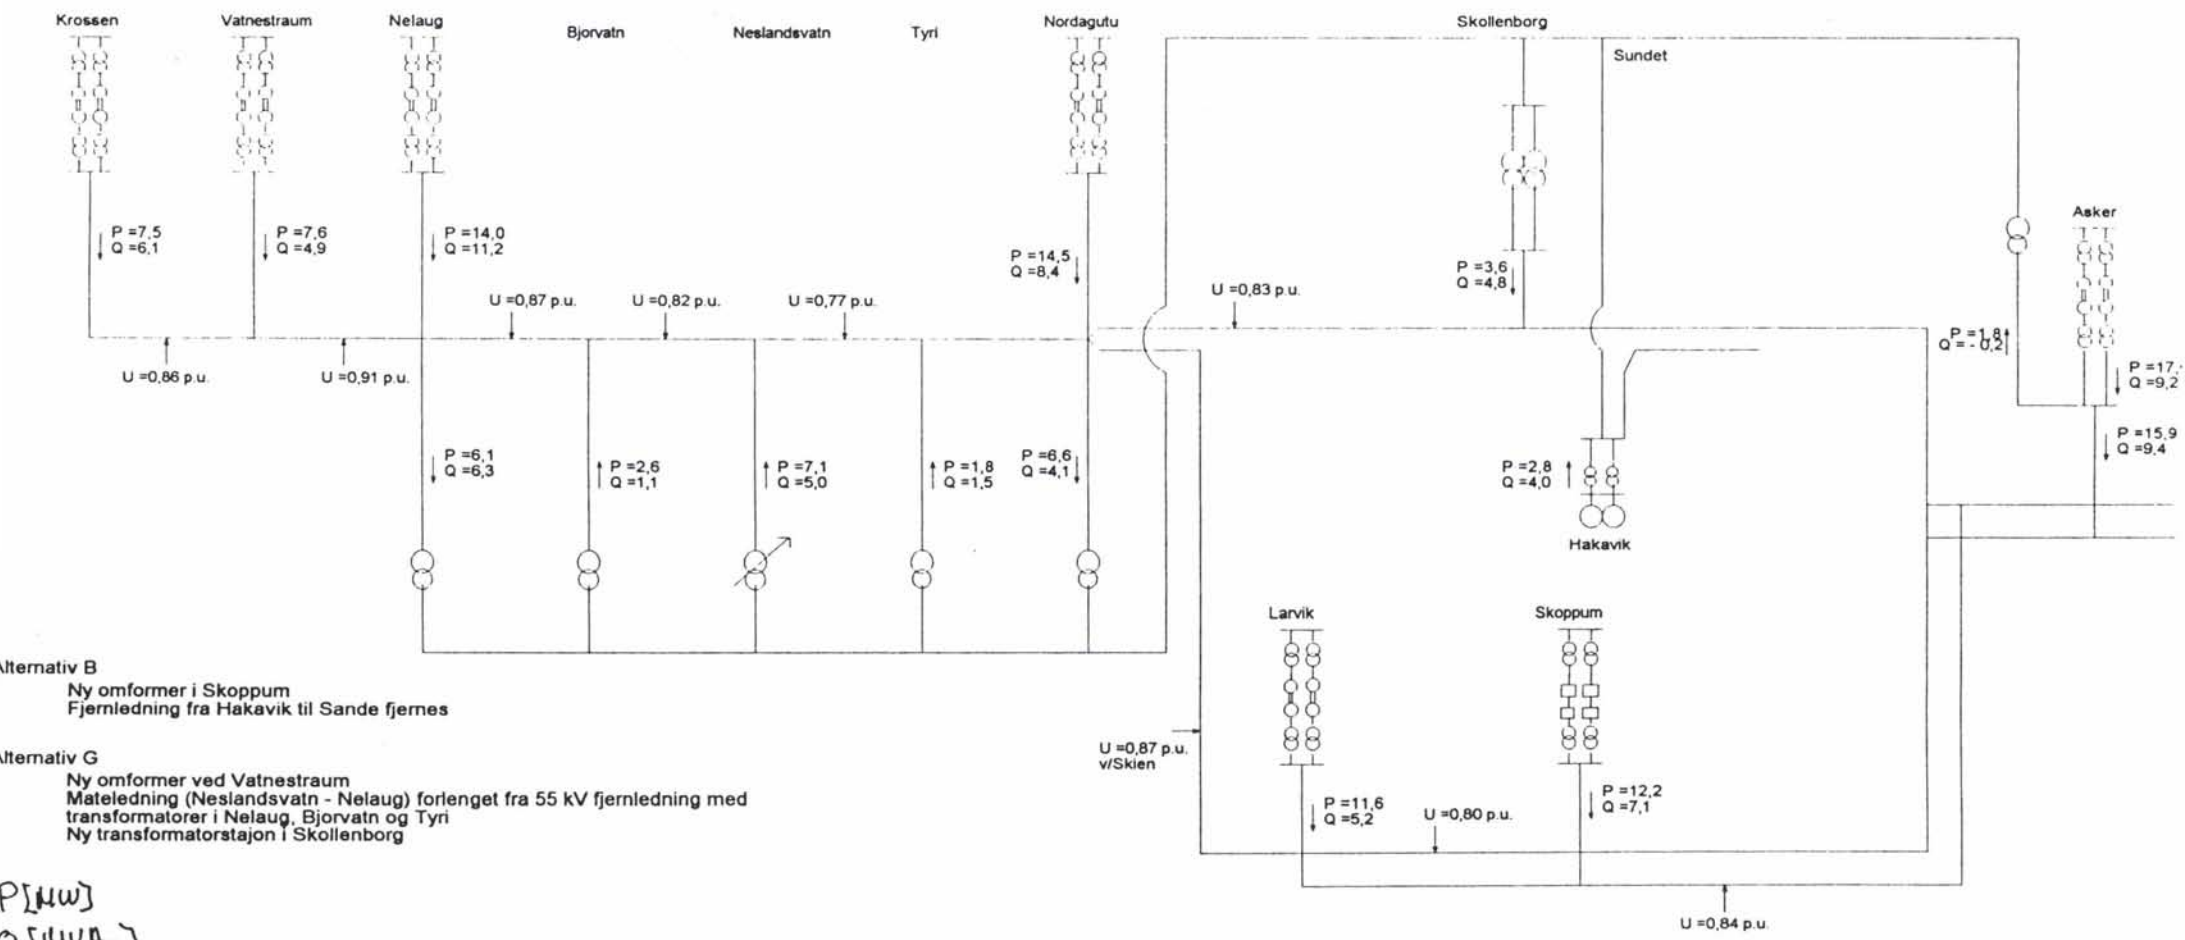 Krossen
Vatnestraum
Nelaug
Bjorvatn
Neslandsvatn
Tyri
Nordagutu
Skollenborg
Sundet
Asker
P =7,5
Q =6,1
P =7,6
Q =4,9
P =14,0
Q =11,2
P =14,5
Q =8,4
P =3,6
Q =4,8
U =0,87 p.u.
U =0,82 p.u.
U =0,77 p.u.
U =0,83 p.u.
P =1,8
Q = - 0,2
P =17,
Q =9,2
U =0,86 p.u.
U =0,91 p.u.
P =15,9
Q =9,4
P =6,1
Q =6,3
P =2,6
Q =1,1
P =7,1
Q =5,0
P =1,8
Q =1,5
P =6,6
Q =4,1
P =2,8
Q =4,0
Hakavik
Larvik
Skoppum
Alternativ B
Ny omformer i Skoppum
Fjernledning fra Hakavik til Sande fjernes
Alternativ G
Ny omformer ved Vatnestraum
Mateledning (Neslandsvatn - Nelaug) forlenget fra 55 kV fjernledning med
transformatorer i Nelaug, Bjorvatn og Tyri
Ny transformatorstajon i Skollenborg
U =0,87 p.u.
v/Skien
P =11,6
Q =5,2
U =0,80 p.u.
P =12,2
Q =7,1
U =0,84 p.u.
P[MW]